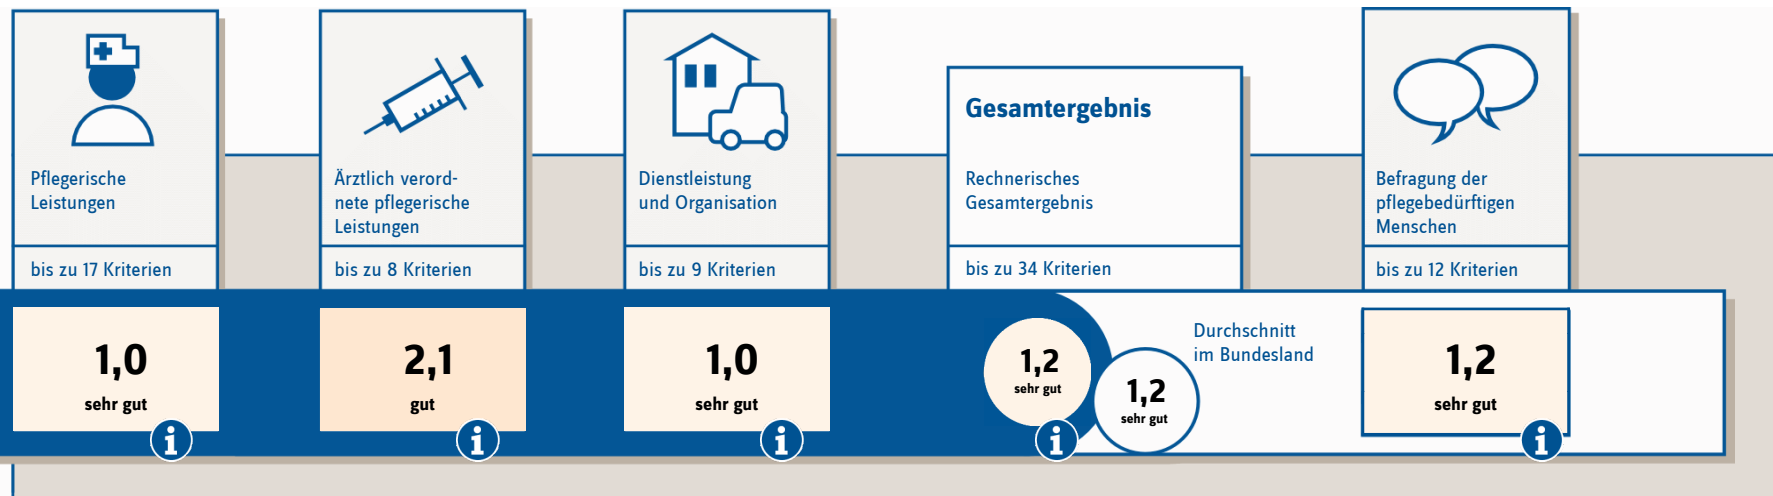 Pflegerische
Leistungen
bis zu 17 Kriterien
1,0
sehr gut
Ärztlich verord-
nete pflegerische
Leistungen
bis zu 8 Kriterien
2,1
gut
Dienstleistung
und Organisation
bis zu 9 Kriterien
1,0
sehr gut
Gesamtergebnis
Rechnerisches
Gesamtergebnis
bis zu 34 Kriterien
1,2
sehr gut
1,2
sehr gut
Durchschnitt
im Bundesland
Befragung der
pflegebedürftigen
Menschen
bis zu 12 Kriterien
1,2
sehr gut